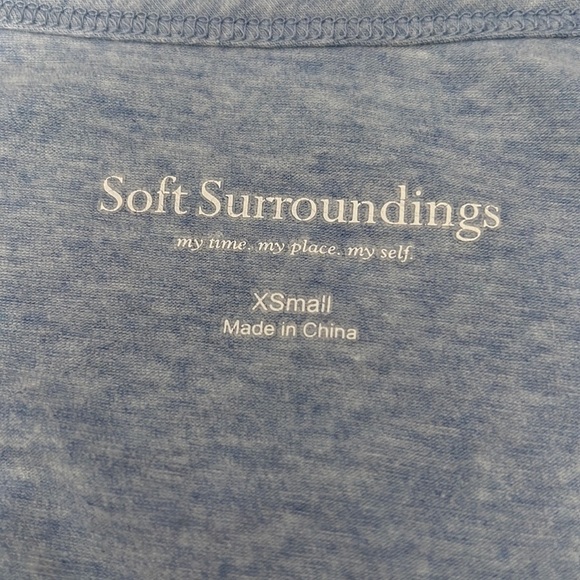 Soft Surroundings
my time. my place. my self.
XSmall
Made in China